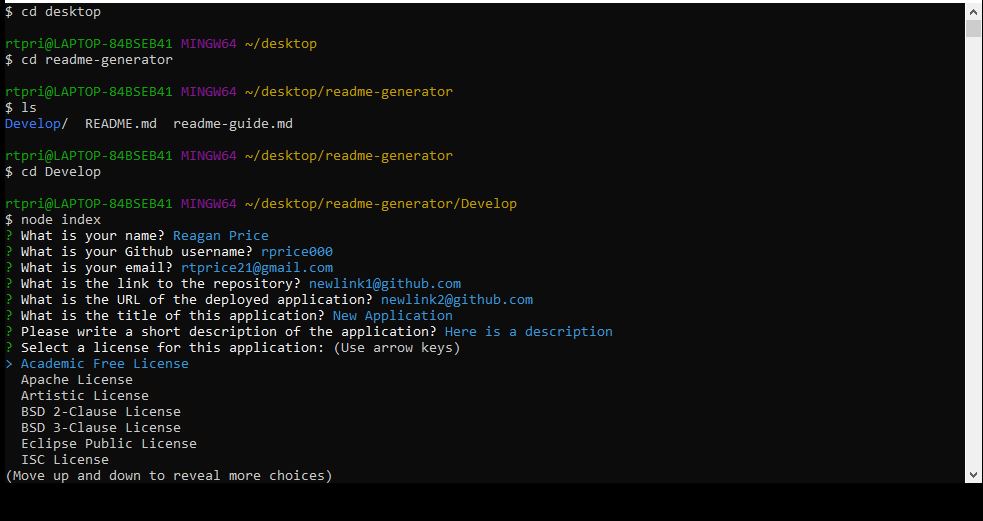 $ cd desktop
rtpri@LAPTOP-84BSEB41 MINGW64 ~/desktop
$ cd readme-generator
rtpri@LAPTOP-84BSEB41 MINGW64 ~/desktop/readme-generator
$ ls
Develop/  README.md  readme-guide.md
rtpri@LAPTOP-84BSEB41 MINGW64 ~/desktop/readme-generator
$ cd Develop
rtpri@LAPTOP-84BSEB41 MINGW64 ~/desktop/readme-generator/Develop
$ node index
? What is your name? Reagan Price
? What is your Github username? rprice000
? What is your email? rtprice21@gmail.com
? What is the link to the repository? newlink1@github.com
? What is the URL of the deployed application? newlink2@github.com
? What is the title of this application? New Application
? Please write a short description of the application? Here is a description
? Select a license for this application: (Use arrow keys)
> Academic Free License
Apache License
Artistic License
BSD 2-Clause License
BSD 3-Clause License
Eclipse Public License
ISC License
(Move up and down to reveal more choices)